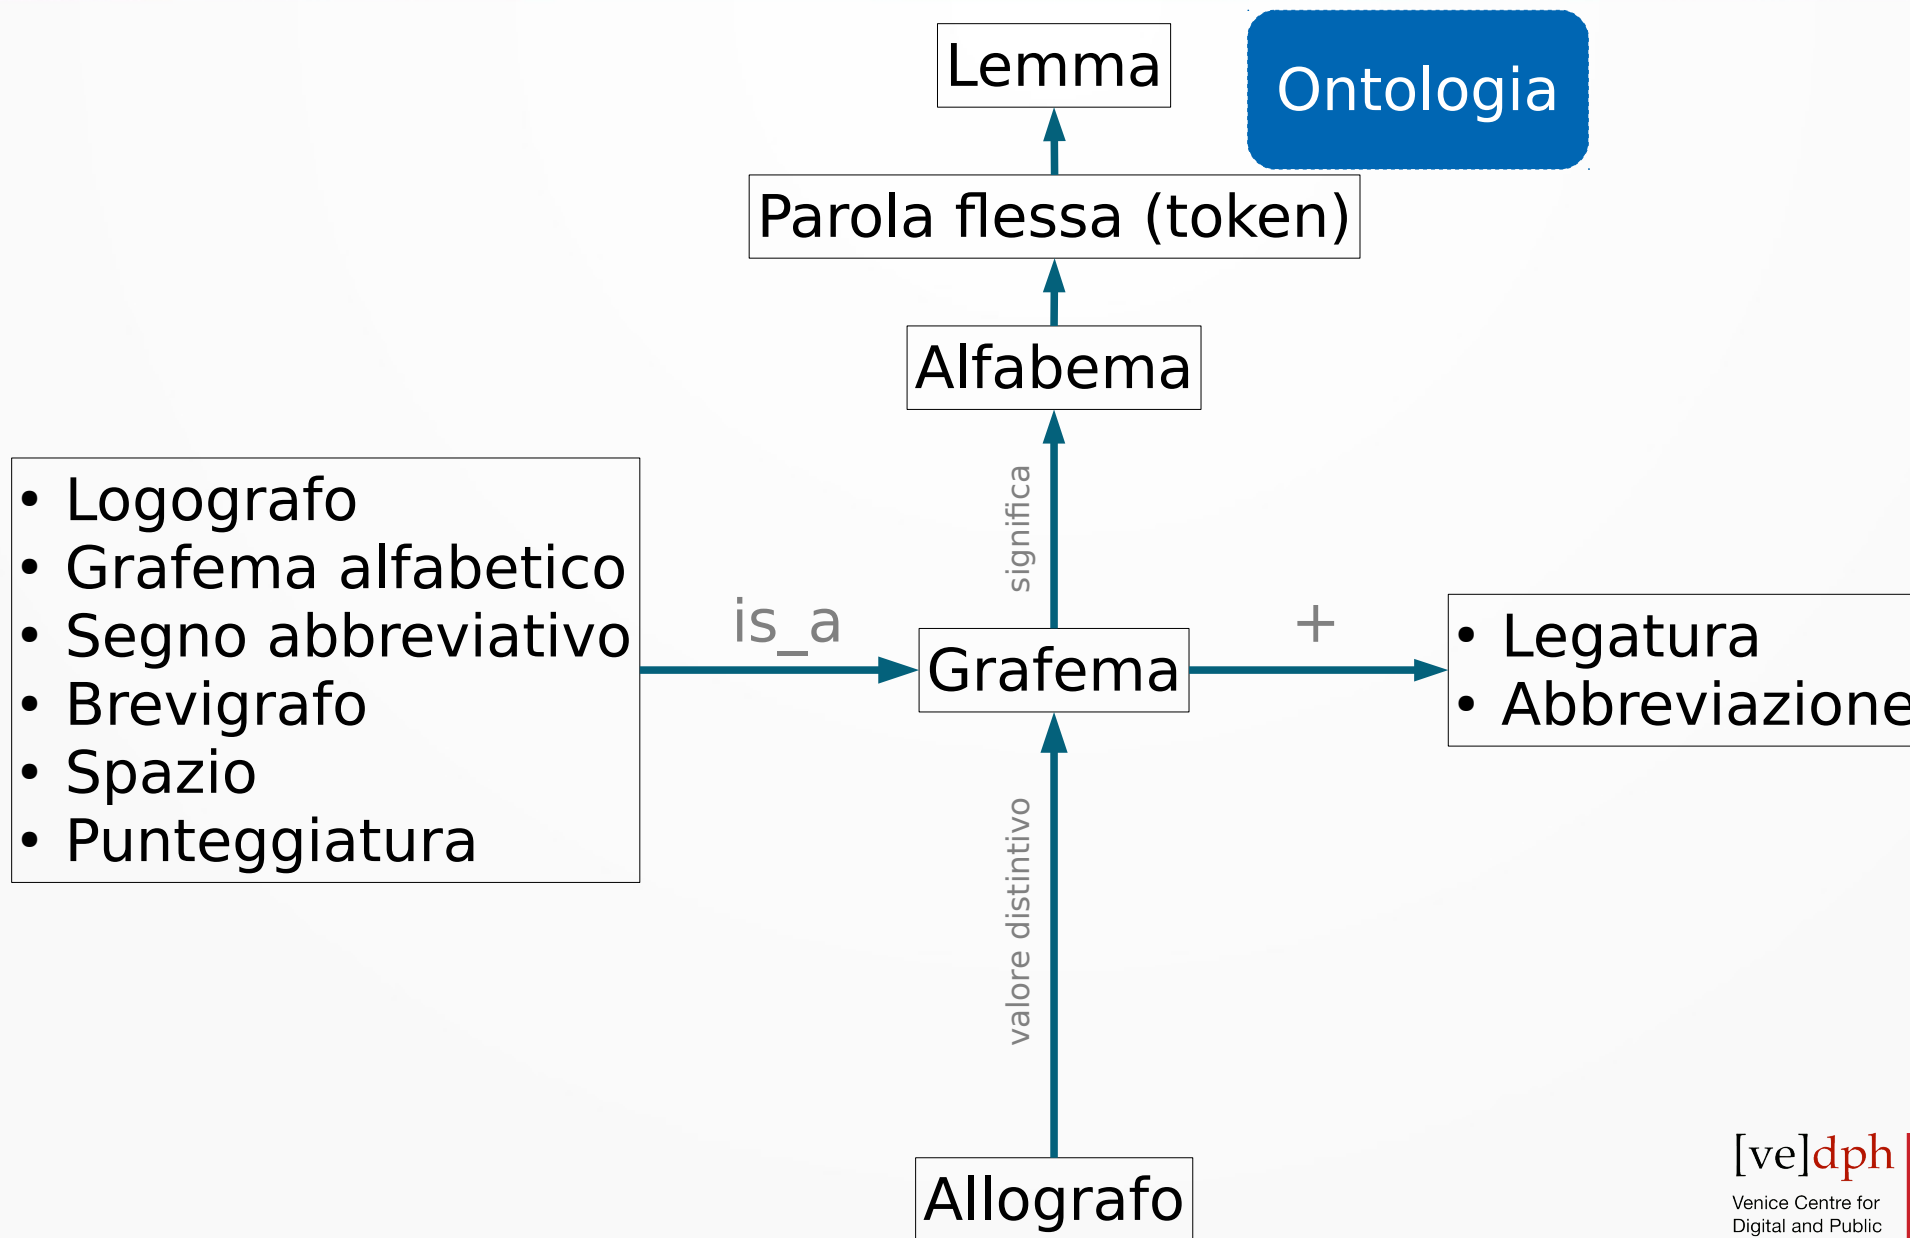 Lemma
Ontologia
Parola flessa (token)
Alfabema
significa
• Logografo
• Grafema alfabetico
• Segno abbreviativo
• Brevigrafo
• Spazio
• Punteggiatura
is_a
Grafema
+
• Legatura
• Abbreviazione
valore distintivo
Allografo
[ve]dph
Venice Centre for
Digital and Public